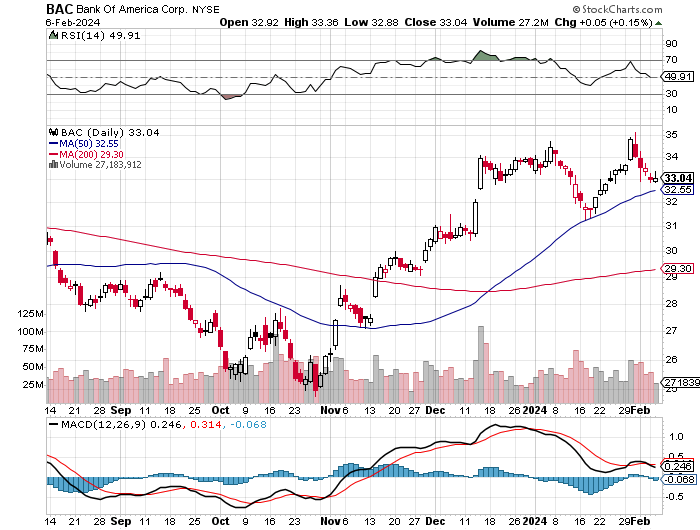 BAC Bank Of America Corp. NYSE © StockCharts.com
6-Feb-2024 Open 32.92 High 33.36 Low 32.88 Close 33.04 Volume 27.2M Chg +0.05 (+0.15%)
RSI(14) 49.91
90
70
49.91
30
10
BAC (Daily) 33.04
MA(50) 32.55
MA(200) 29.30
Volume 27,183,912
35
34
33.04
32.55
32
31
30
29.30
28
27
26
25
125M
100M
75M
50M
25M
27.1839
14 21 28 Sep 11 18 25 Oct 9 16 23 Nov 6 13 20 27 Dec 11 18 26 2024 8 16 22 29 Feb
MACD(12,26,9) 0.246, 0.314, -0.068
1.0
0.5
0.246
-0.068
-0.5
14 21 28 Sep 11 18 25 Oct 9 16 23 Nov 6 13 20 27 Dec 11 18 26 2024 8 16 22 29 Feb